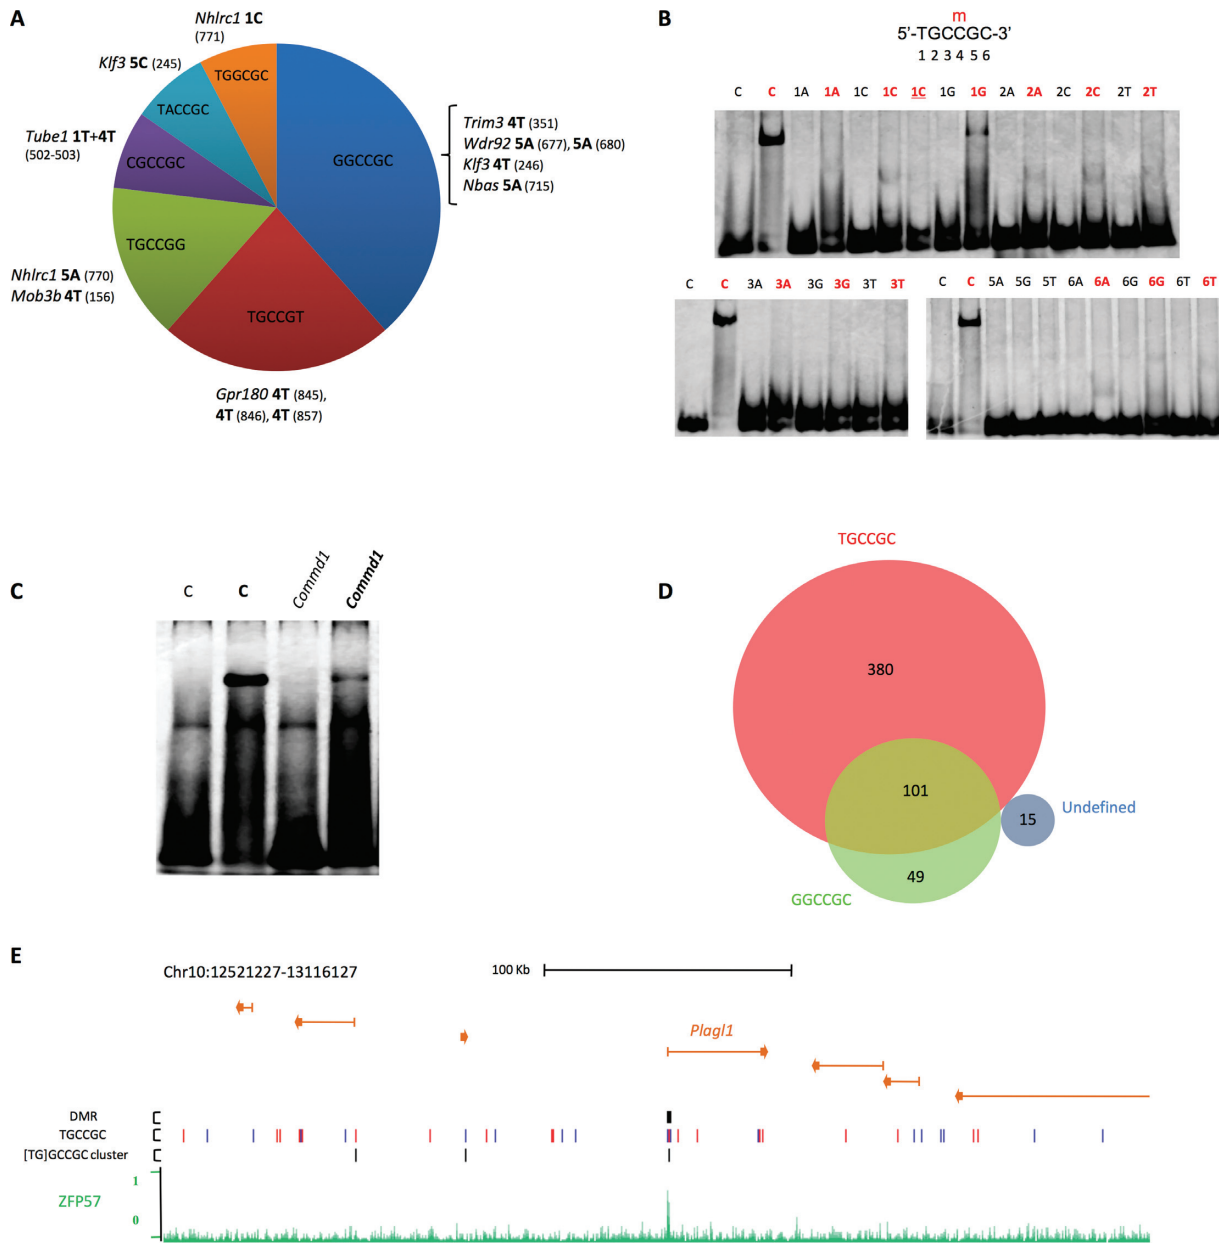 A
Nhlrc1 1C
(771)
Klf3 5C (245)
Tube1 1T+4T
(502-503)
Nhlrc1 5A (770)
Mob3b 4T (156)
TGGCGC
TACCGC
CGCCGC
TGCCGG
TGCCGT
GGCCGC
Trim3 4T (351)
Wdr92 5A (677), 5A (680)
Klf3 4T (246)
Nbas 5A (715)
Gpr180 4T (845),
4T (846), 4T (857)
B
m
5'-TGCCGC-3'
1 2 3 4 5 6
C C 1A 1A 1C 1C 1C 1G 1G 2A 2A 2C 2C 2T 2T
C C 3A 3A 3G 3G 3T 3T
C C 5A 5G 5T 6A 6A 6G 6G 6T 6T
C
C C Commd1 Commd1
D
TGCCGC
380
101
Undefined
15
49
GGCCGC
E
Chr10:12521227-13116127
100 Kb
Plagl1
DMR
TGCCGC
[TG]GCCGC cluster
1
ZFP57
0